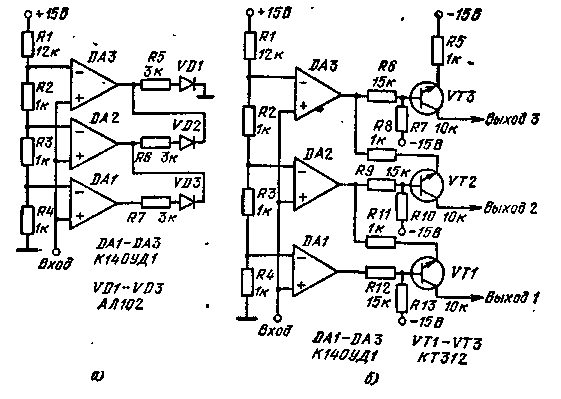 +15В
R1
12к
R2
1к
R3
1к
R4
1к
DA3
DA2
DA1
R5
3к
VD1
VD2
R6 3к
VD3
R7 3к
Вход
DA1-DA3
К140УД1
VD1-VD3
АЛ102
а)
+15В
R1
12к
R2
1к
R3
1к
R4
1к
DA3
DA2
DA1
Вход
R6
15к
R8
1к
R9 15к
R11
1к
R12
15к
-15В
R5
1к
VT3
R7 10к
-15В
Выход 3
VT2
R10 10к
-15В
Выход 2
VT1
R13 10к
-15В
Выход 1
DA1-DA3
К140УД1
VT1-VT3
КТ312
б)